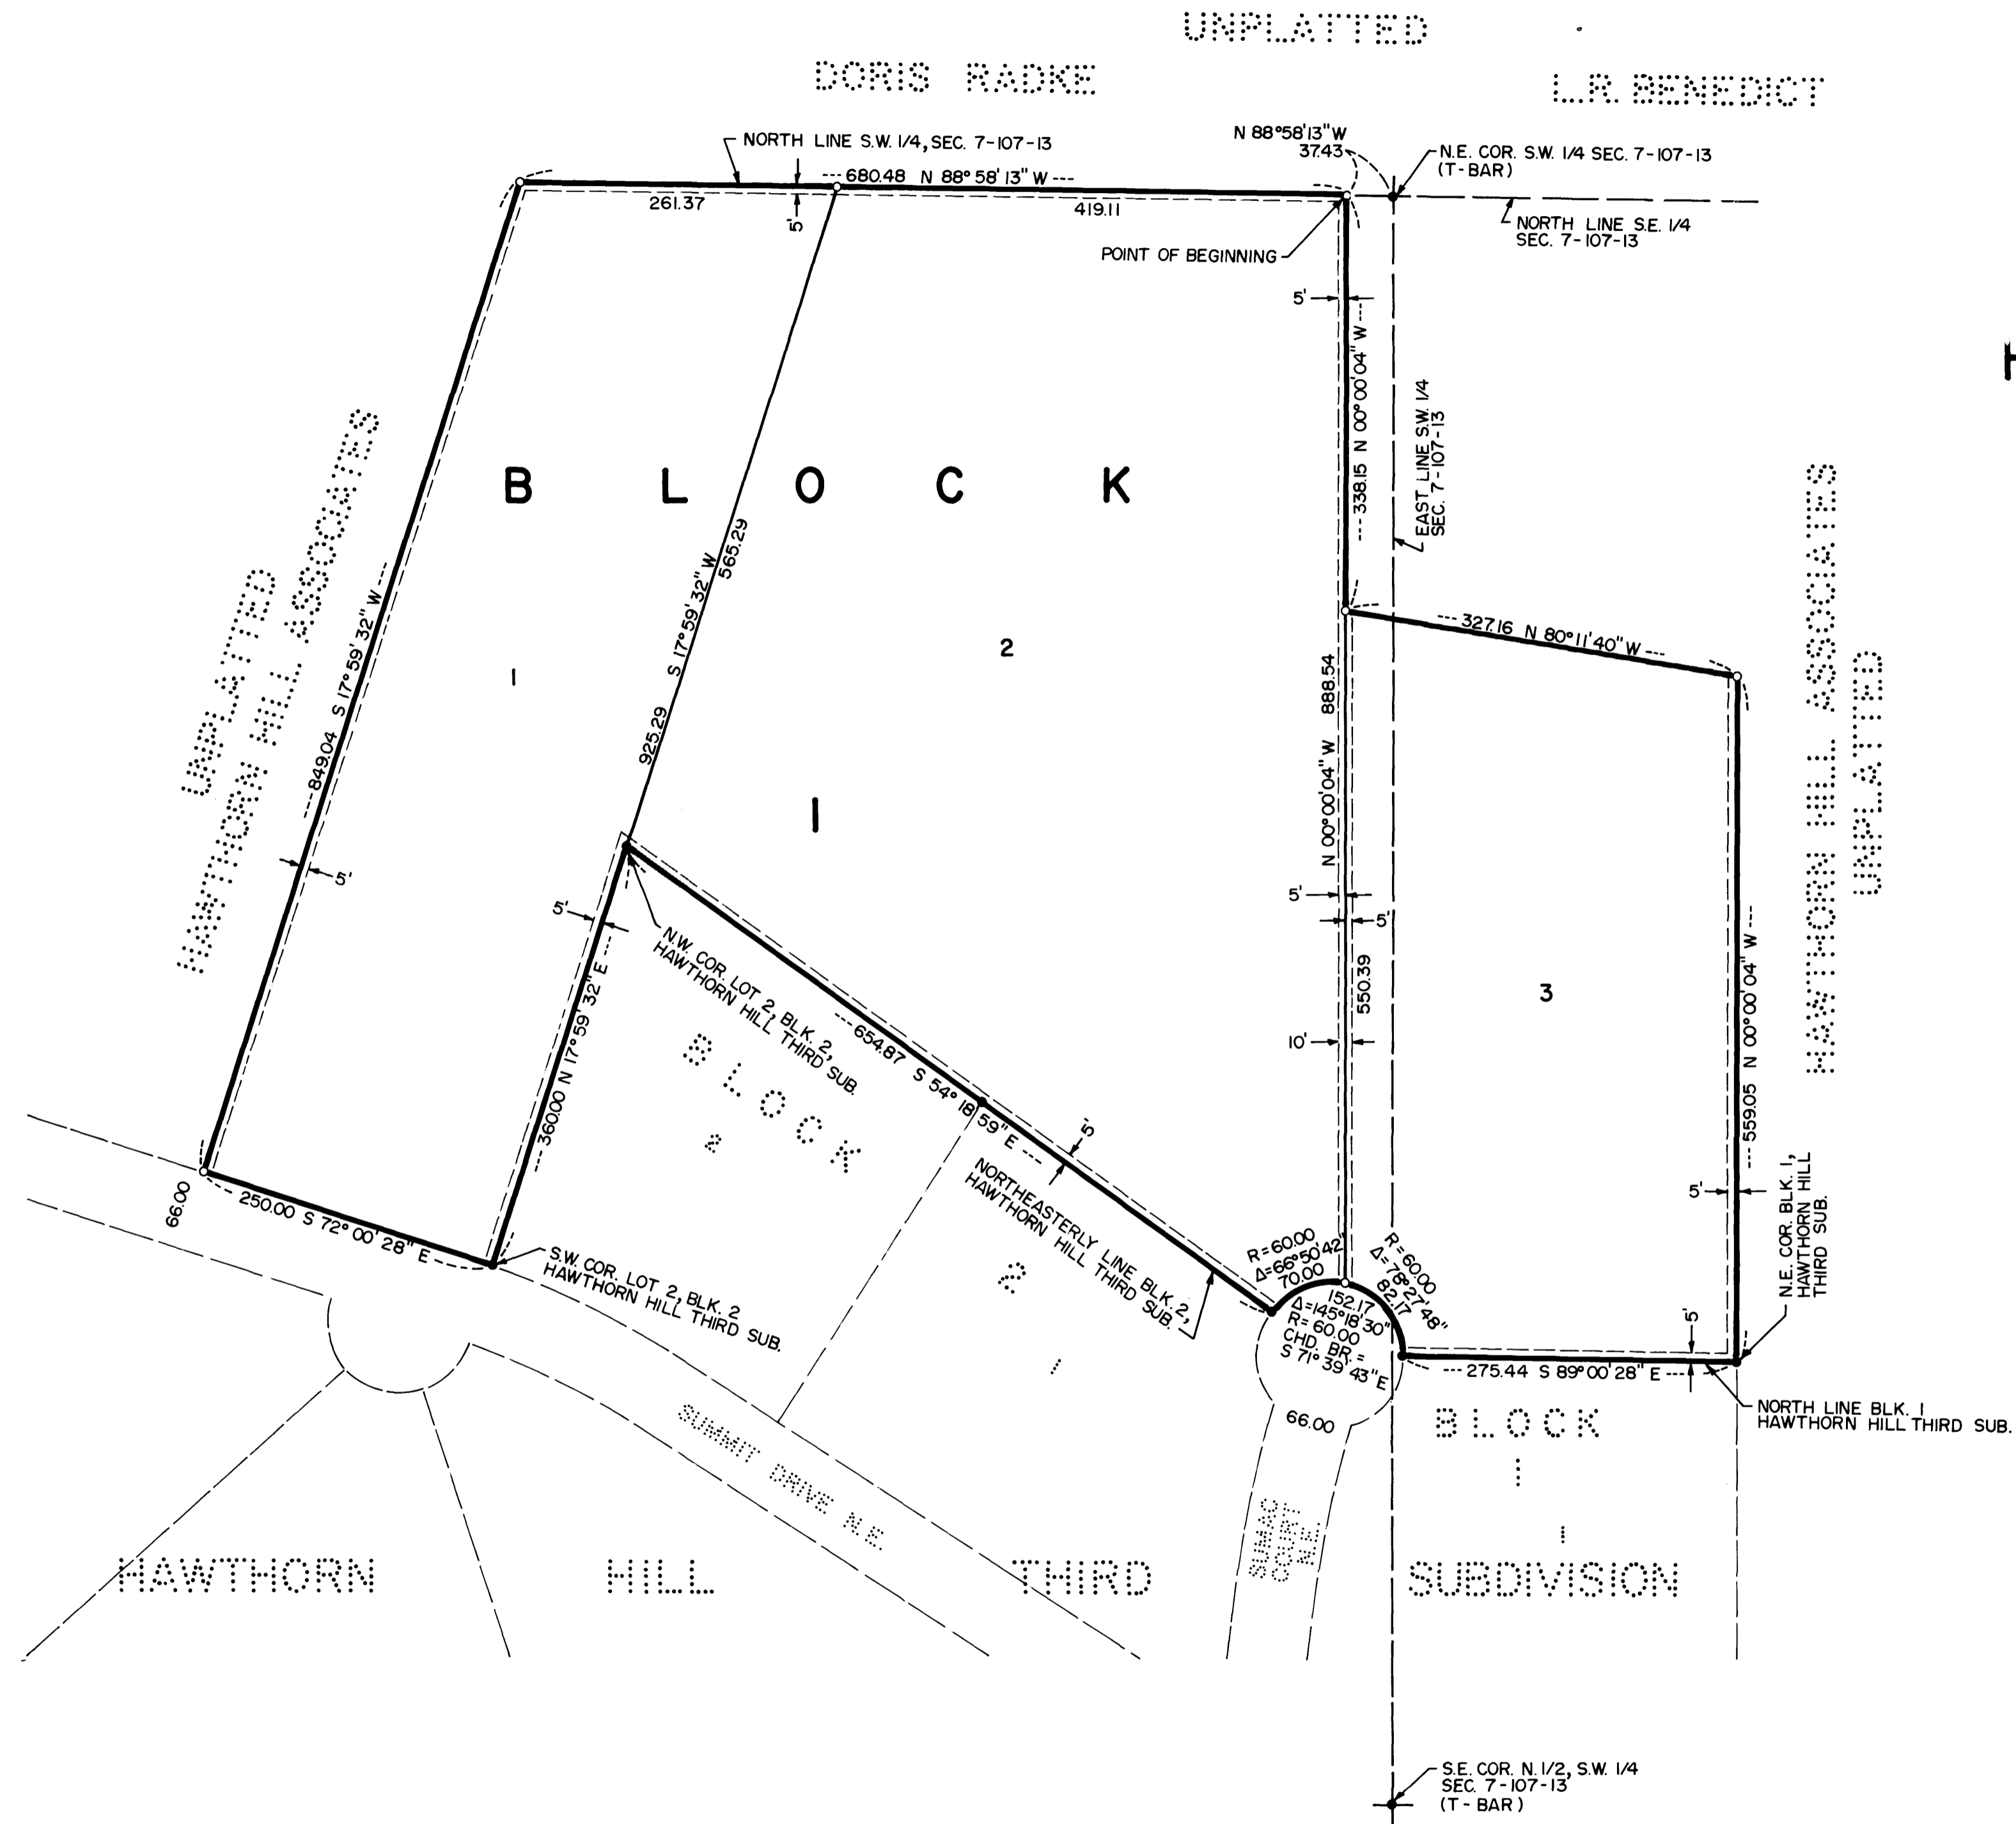 UNPLATTED
DORIS RADKE
L.R. BENEDICT
N 88°58'13" W
37.43
NORTH LINE S.W. 1/4, SEC. 7-107-13
N.E. COR. S.W. 1/4 SEC. 7-107-13
(T-BAR)
--- 680.48 N 88° 58' 13" W ---
261.37
419.11
5'
NORTH LINE S.E. 1/4
SEC. 7-107-13
POINT OF BEGINNING
5'
---338.15 N 00°00'04" W---
EAST LINE S.W. 1/4
SEC. 7-107-13
H
B L O C K
1
UNPLATTED
HAWTHORN HILL ASSOCIATES
---849.04 S 17° 59' 32" W---
5'
1
925.29 S 17°59'32" W
565.29
2
---327.16 N 80°11'40" W---
N 00°00'04" W 888.54
5'
5'
550.39
10'
3
HAWTHORN HILL ASSOCIATES
UNPLATTED
---559.05 N 00°00'04" W---
5'
5'
N.E. COR. BLK. 1,
HAWTHORN HILL
THIRD SUB.
5'
---360.00 N 17°59'32" E---
N.W. COR. LOT 2, BLK. 2,
HAWTHORN HILL THIRD SUB.
---654.87 S 54° 18' 59" E---
5'
BLOCK
2
2
1
NORTHEASTERLY LINE BLK. 2,
HAWTHORN HILL THIRD SUB.
66.00
250.00 S 72° 00' 28" E
S.W. COR. LOT 2, BLK. 2
HAWTHORN HILL THIRD SUB.
R=60.00
Δ=66°50'42"
70.00
R=60.00
Δ=78°27'48"
82.17
152.17
Δ=145°18'30"
R=60.00
CHD. BR.=
S 71° 39' 43" E
---275.44 S 89°00'28" E---
NORTH LINE BLK. 1
HAWTHORN HILL THIRD SUB.
66.00
BLOCK
1
1
SUMMIT DRIVE N.E.
SUMMIT
COURT
N.E.
HAWTHORN HILL THIRD SUBDIVISION
S.E. COR. N. 1/2, S.W. 1/4
SEC. 7-107-13
(T-BAR)